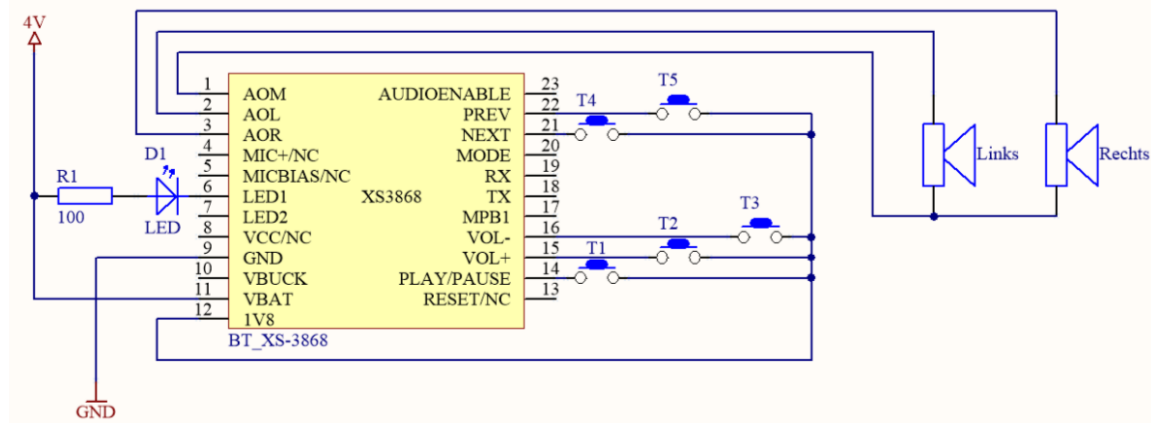 4V
R1
100
D1
LED
1 AOM
2 AOL
3 AOR
4 MIC+/NC
5 MICBIAS/NC
6 LED1
7 LED2
8 VCC/NC
9 GND
10 VBUCK
11 VBAT
12 1V8
XS3868
AUDIOENABLE 23
PREV 22
NEXT 21
MODE 20
RX 19
TX 18
MPB1 17
VOL- 16
VOL+ 15
PLAY/PAUSE 14
RESET/NC 13
BT_XS-3868
GND
T5
T4
T3
T2
T1
Links
Rechts